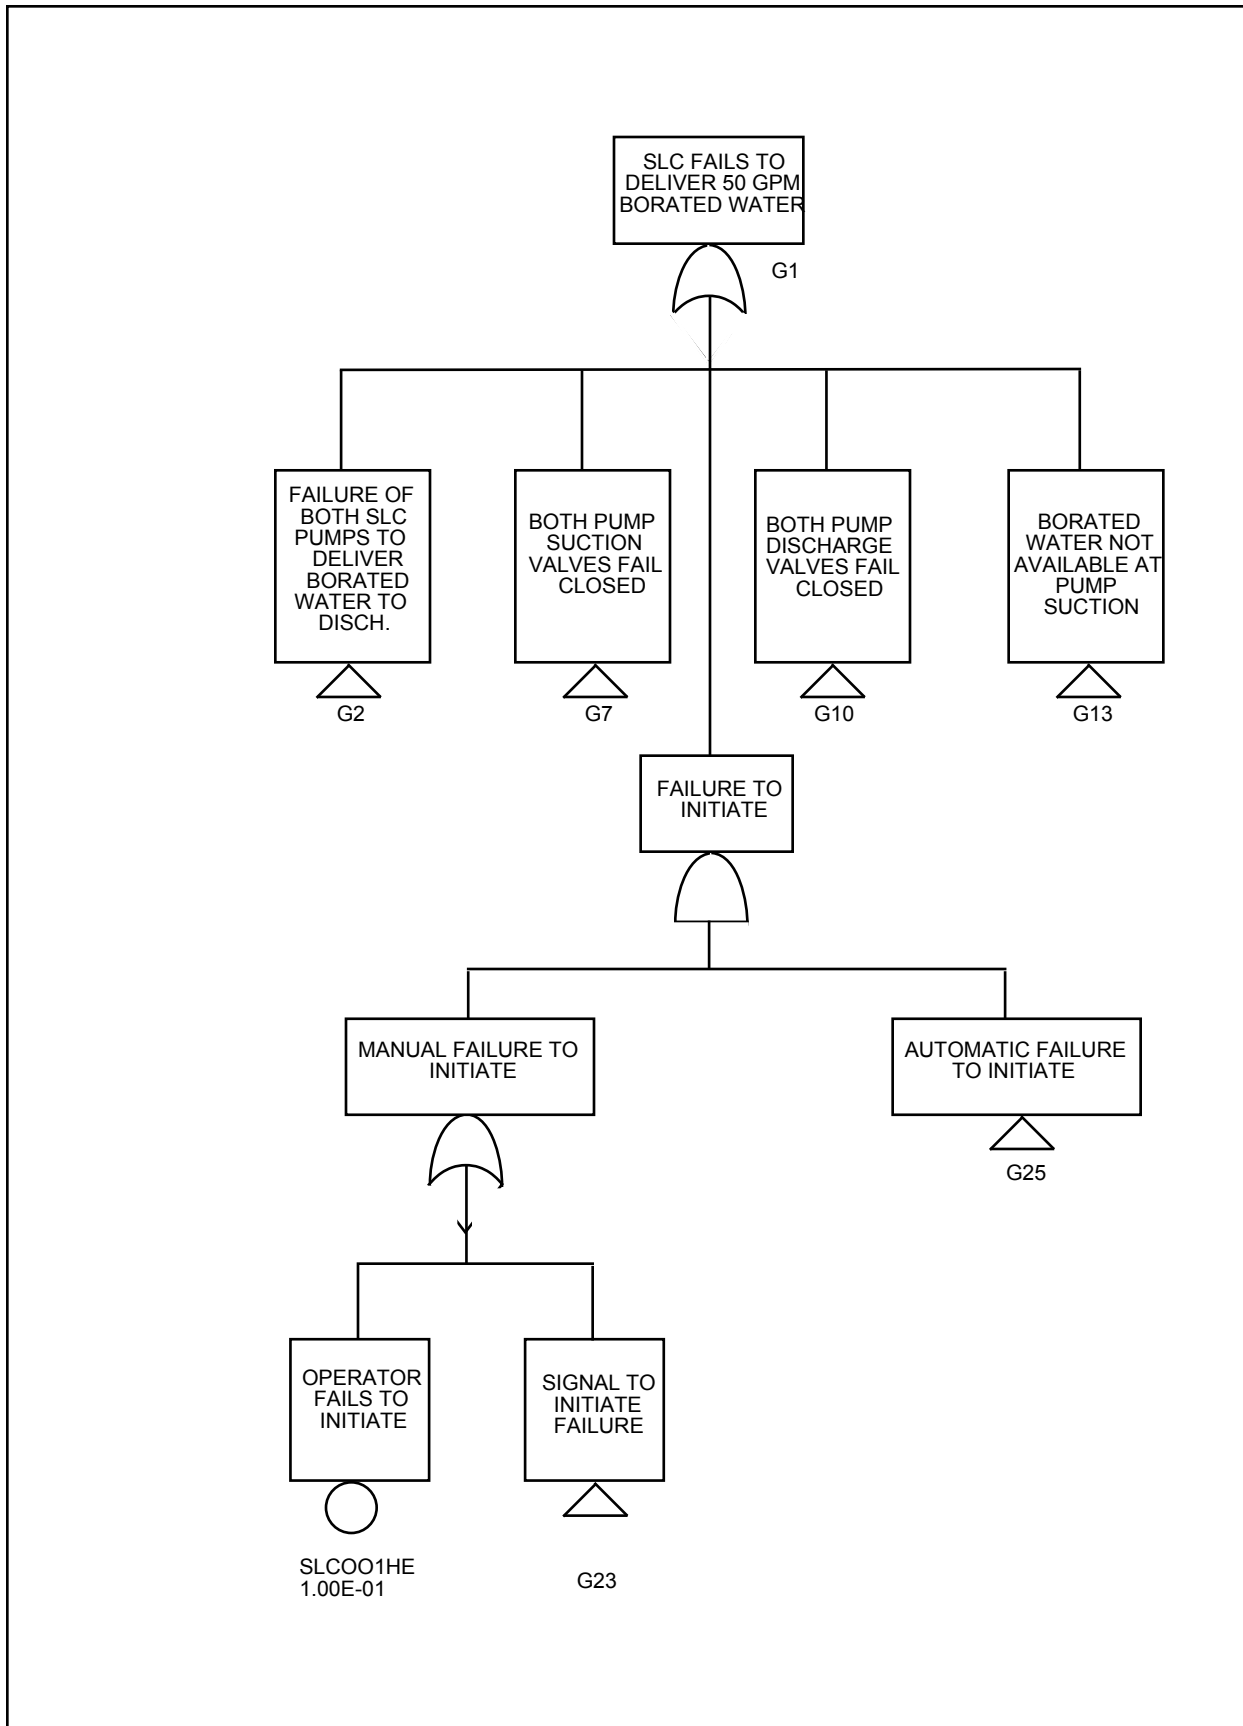 SLC FAILS TO
DELIVER 50 GPM
BORATED WATER
G1
FAILURE OF
BOTH SLC
PUMPS TO
DELIVER
BORATED
WATER TO
DISCH.
G2
BOTH PUMP
SUCTION
VALVES FAIL
CLOSED
G7
BOTH PUMP
DISCHARGE
VALVES FAIL
CLOSED
G10
BORATED
WATER NOT
AVAILABLE AT
PUMP
SUCTION
G13
FAILURE TO
INITIATE
MANUAL FAILURE TO
INITIATE
AUTOMATIC FAILURE
TO INITIATE
G25
OPERATOR
FAILS TO
INITIATE
SLCOO1HE
1.00E-01
SIGNAL TO
INITIATE
FAILURE
G23